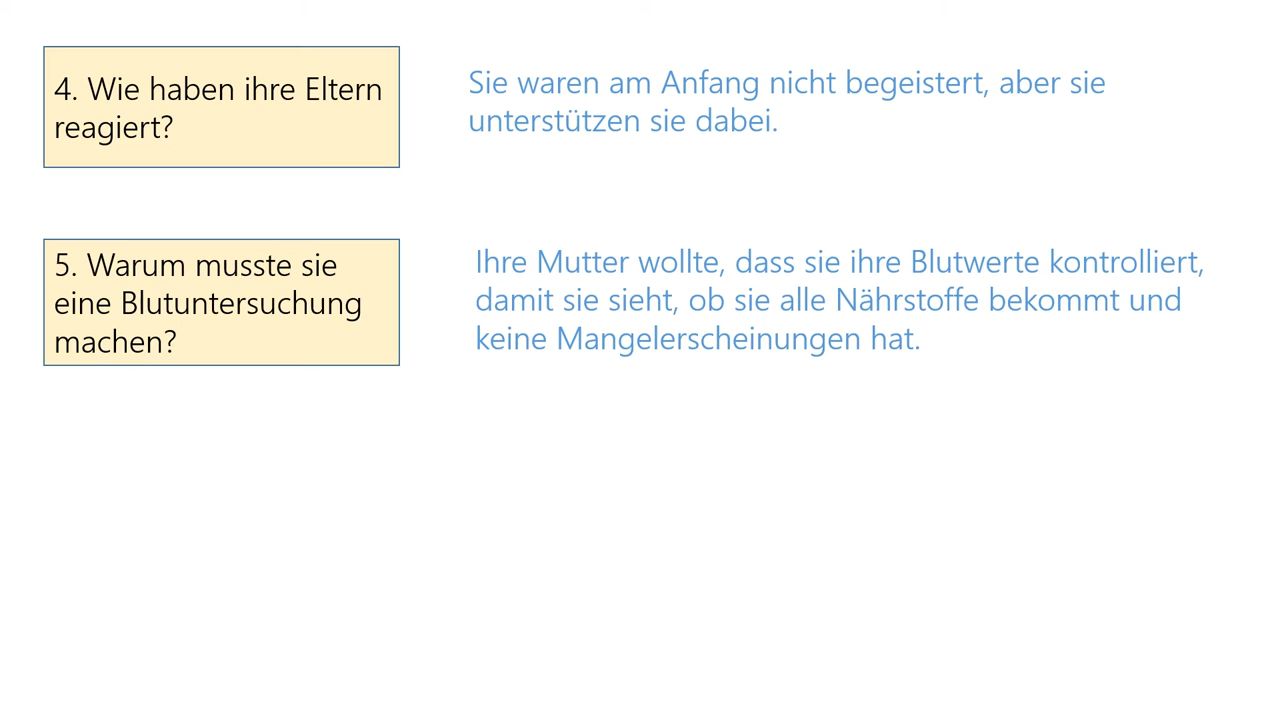 4. Wie haben ihre Eltern
reagiert?
Sie waren am Anfang nicht begeistert, aber sie
unterstützen sie dabei.
5. Warum musste sie
eine Blutuntersuchung
machen?
Ihre Mutter wollte, dass sie ihre Blutwerte kontrolliert,
damit sie sieht, ob sie alle Nährstoffe bekommt und
keine Mangelerscheinungen hat.